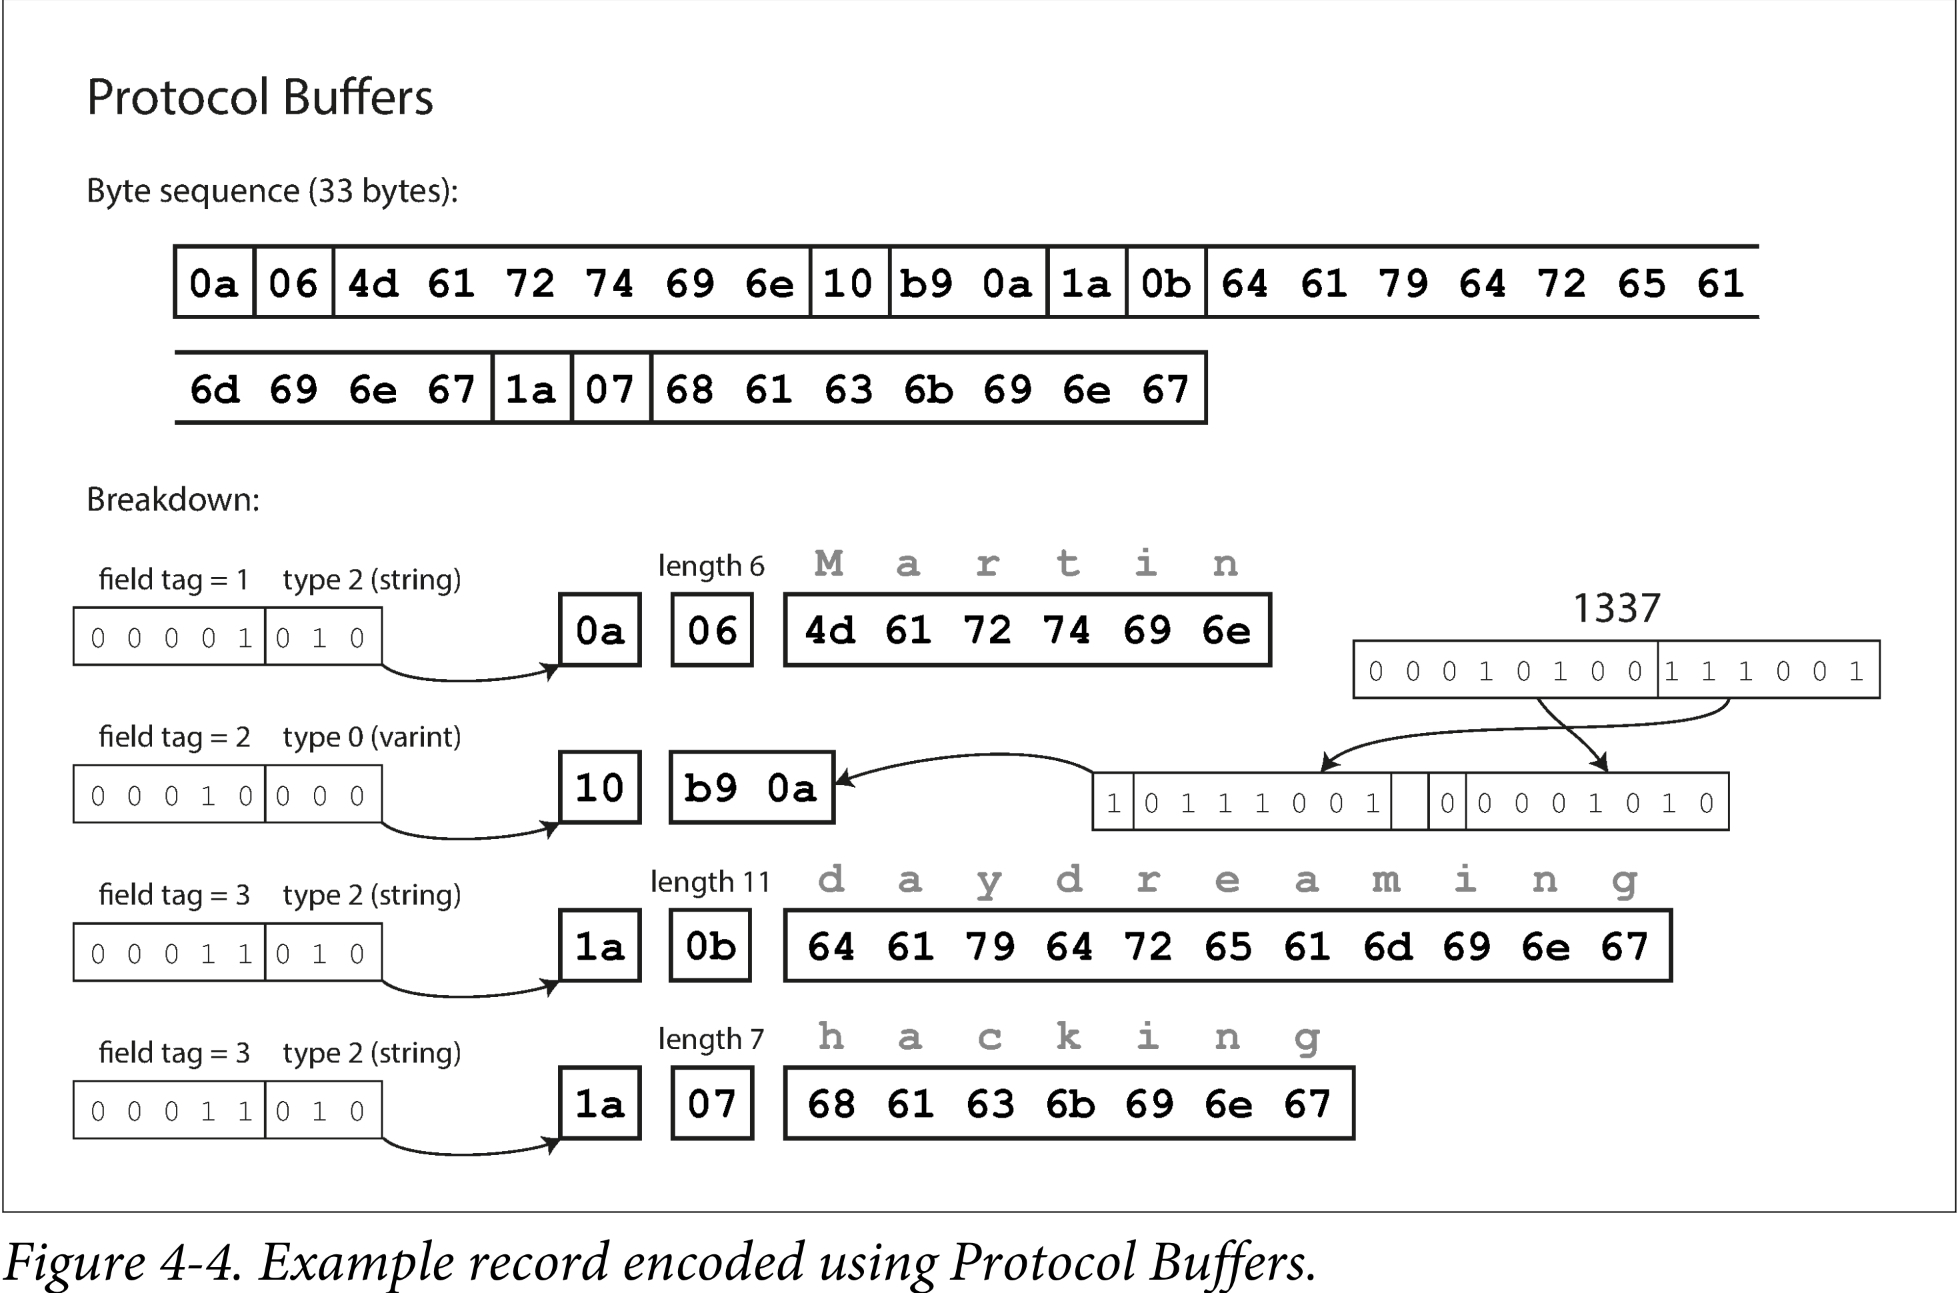 Protocol Buffers
Byte sequence (33 bytes):
0a 06 4d 61 72 74 69 6e 10 b9 0a 1a 0b 64 61 79 64 72 65 61
6d 69 6e 67 1a 07 68 61 63 6b 69 6e 67
Breakdown:
field tag = 1 type 2 (string) length 6 M a r t i n
0 0 0 0 1 0 1 0 0a 06 4d 61 72 74 69 6e
1337
0 0 0 1 0 1 0 0 1 1 1 0 0 1
field tag = 2 type 0 (varint)
0 0 0 1 0 0 0 0 10 b9 0a 1 0 1 1 1 0 0 1 0 0 0 0 1 0 1 0
field tag = 3 type 2 (string) length 11 d a y d r e a m i n g
0 0 0 1 1 0 1 0 1a 0b 64 61 79 64 72 65 61 6d 69 6e 67
field tag = 3 type 2 (string) length 7 h a c k i n g
0 0 0 1 1 0 1 0 1a 07 68 61 63 6b 69 6e 67
Figure 4-4. Example record encoded using Protocol Buffers.